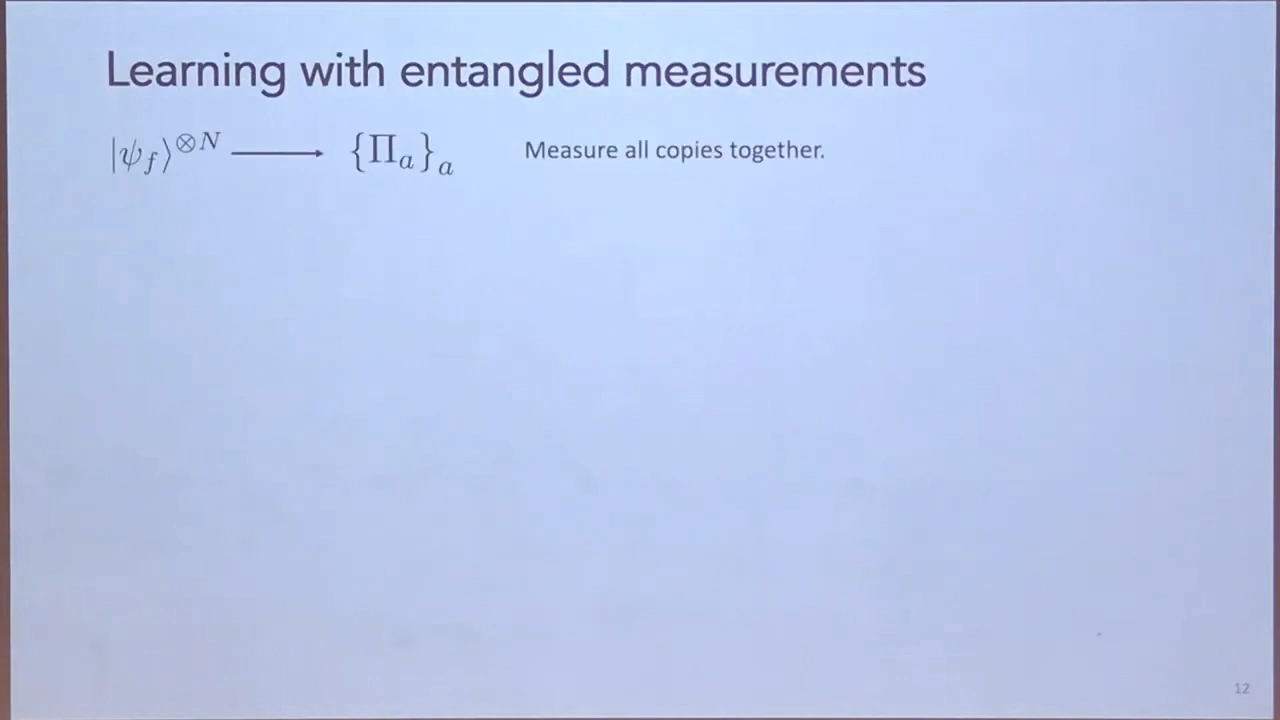 Learning with entangled measurements
|ψ_f⟩^{⊗N} ⟶ {Π_a}_a Measure all copies together.
12